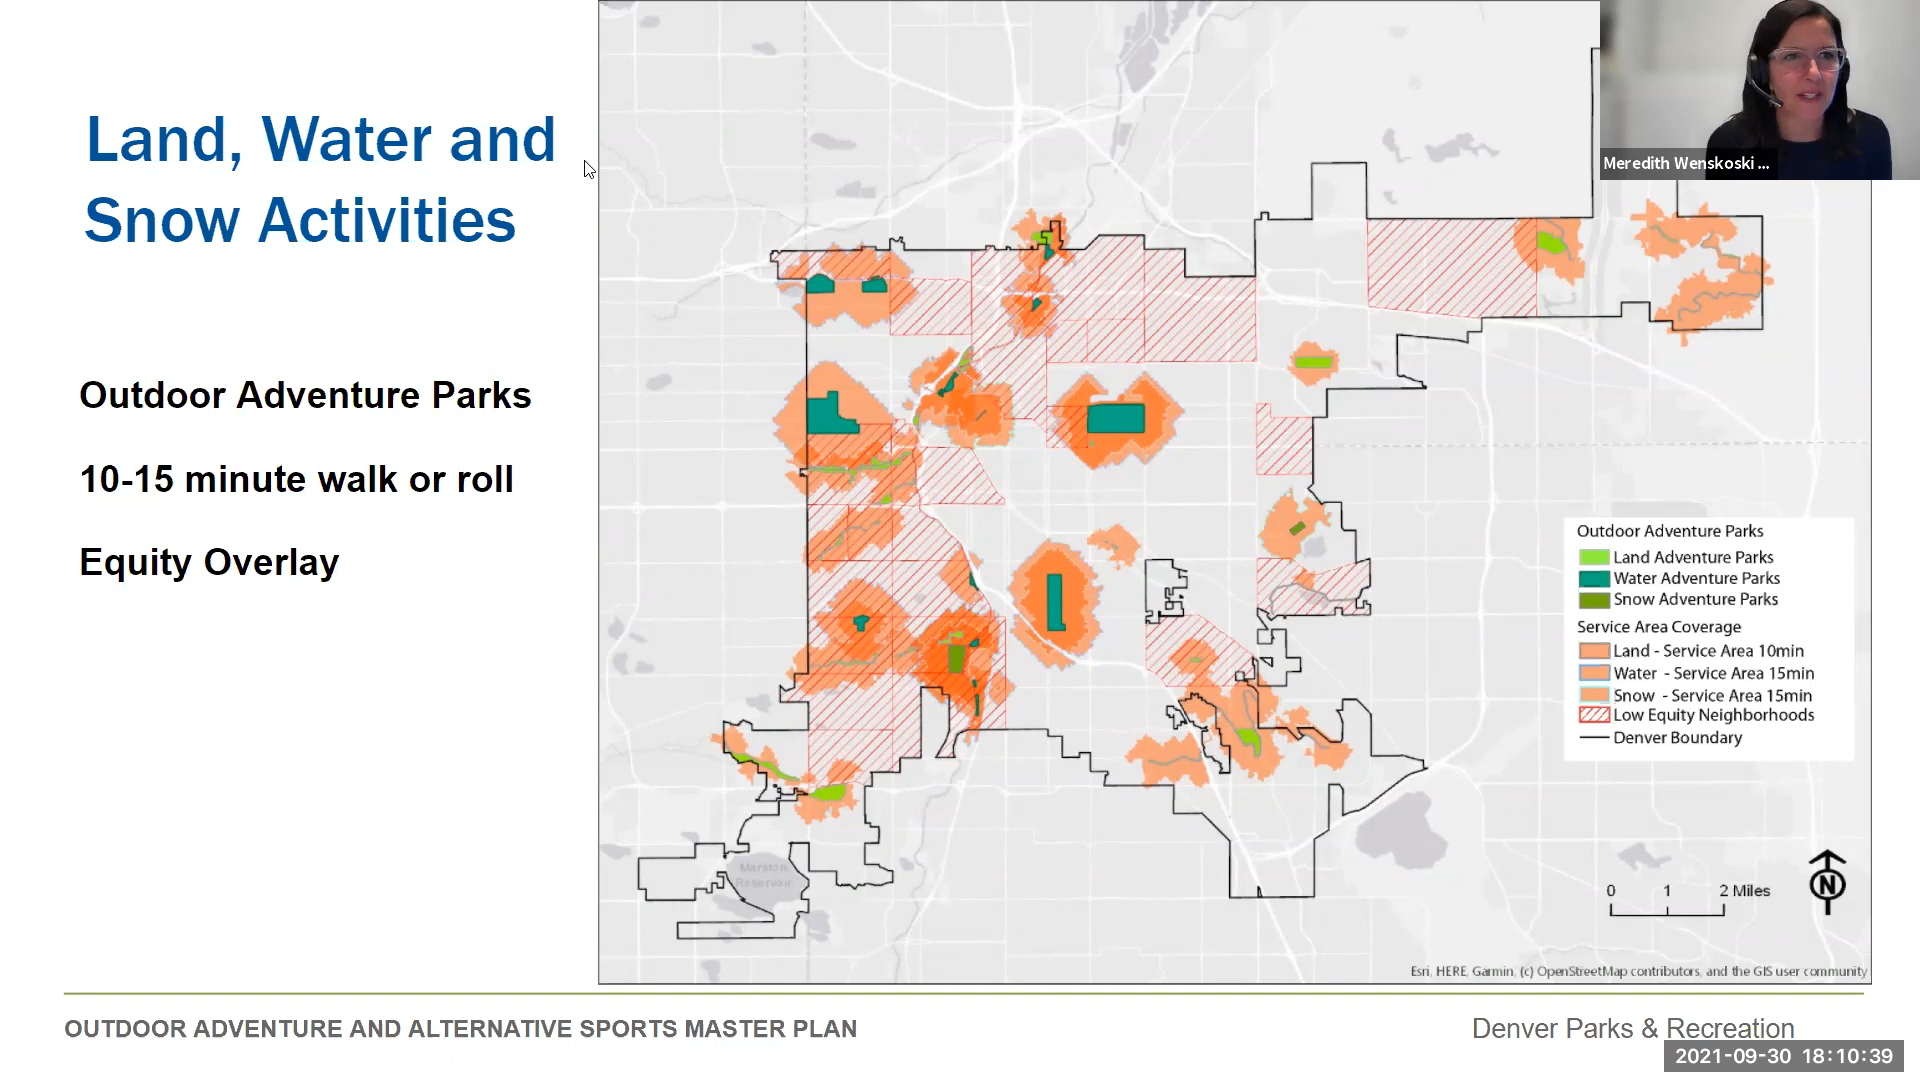 Land, Water and
Snow Activities
Outdoor Adventure Parks
10-15 minute walk or roll
Equity Overlay
Meredith Wenskoski ...
Outdoor Adventure Parks
Land Adventure Parks
Water Adventure Parks
Snow Adventure Parks
Service Area Coverage
Land - Service Area 10min
Water - Service Area 15min
Snow - Service Area 15min
Low Equity Neighborhoods
Denver Boundary
Marston
Reservoir
0 1 2 Miles
N
Esri, HERE, Garmin, (c) OpenStreetMap contributors, and the GIS user community
OUTDOOR ADVENTURE AND ALTERNATIVE SPORTS MASTER PLAN
Denver Parks & Recreation
2021-09-30 18:10:39